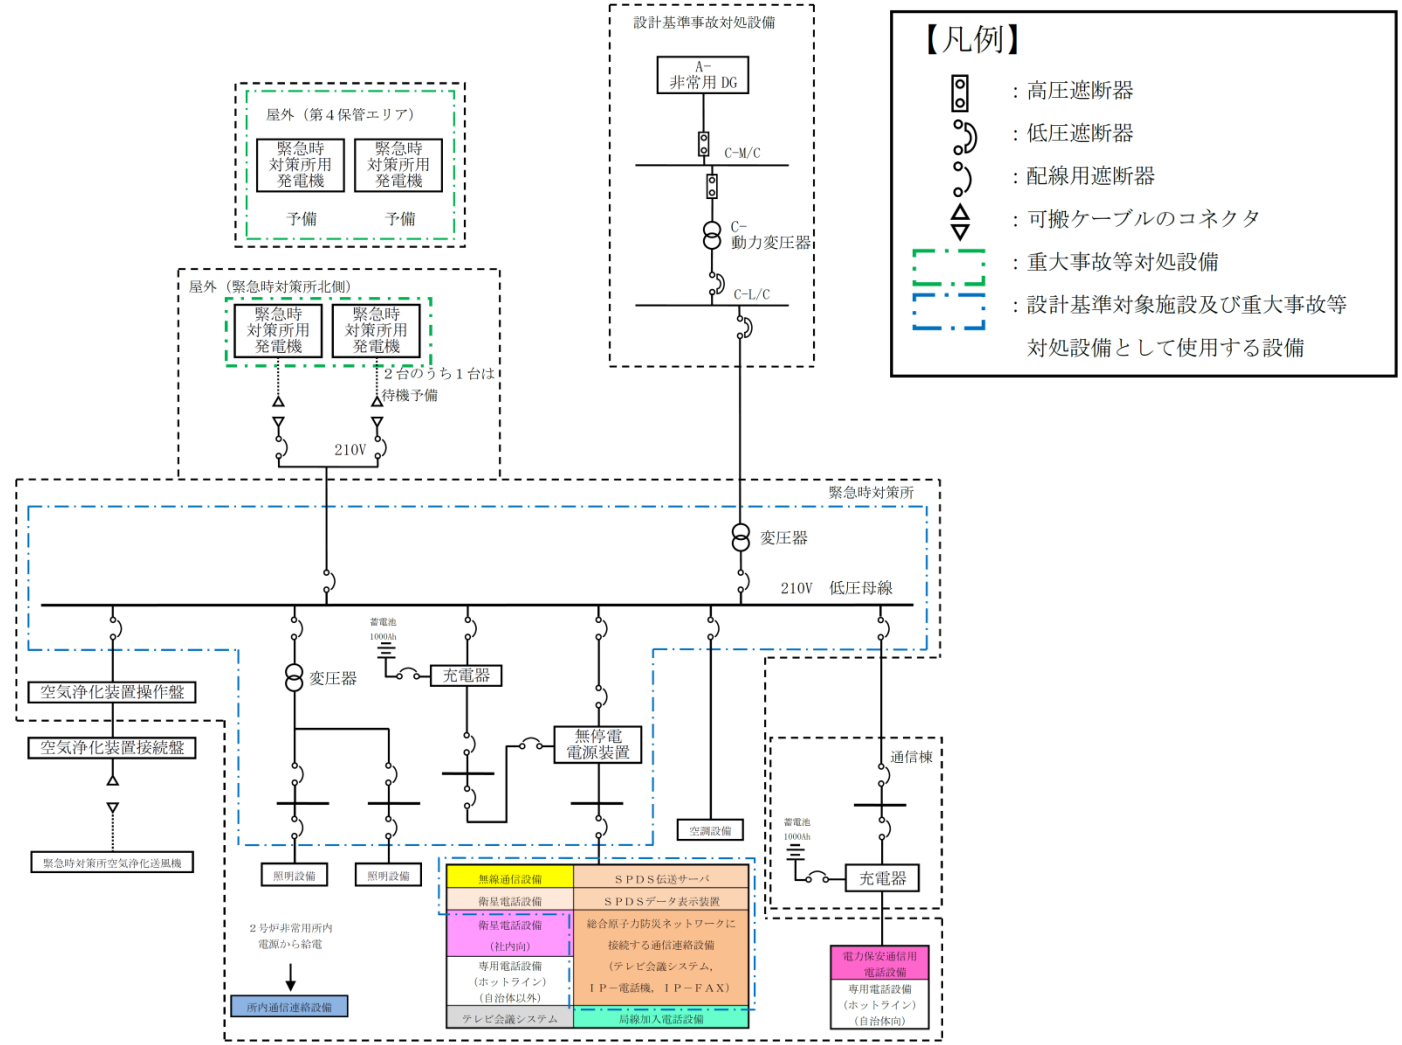 設計基準事故対処設備
A-
非常用 DG
C-M/C
C-
動力変圧器
C-L/C
【凡例】
：高圧遮断器
：低圧遮断器
：配線用遮断器
：可搬ケーブルのコネクタ
：重大事故等対処設備
：設計基準対象施設及び重大事故等
対処設備として使用する設備
屋外（第４保管エリア）
緊急時
対策所用
発電機
緊急時
対策所用
発電機
予備
予備
屋外（緊急時対策所北側）
緊急時
対策所用
発電機
緊急時
対策所用
発電機
２台のうち１台は
待機予備
210V
緊急時対策所
変圧器
210V 低圧母線
蓄電池
1000Ah
充電器
変圧器
空気浄化装置操作盤
空気浄化装置接続盤
無停電
電源装置
通信棟
緊急時対策所空気浄化送風機
照明設備
照明設備
空調設備
蓄電池
1000Ah
充電器
２号炉非常用所内
電源から給電
所内通信連絡設備
無線通信設備
衛星電話設備
衛星電話設備
（社内向）
専用電話設備
（ホットライン）
（自治体以外）
テレビ会議システム
ＳＰＤＳ伝送サーバ
ＳＰＤＳデータ表示装置
総合原子力防災ネットワークに
接続する通信連絡設備
（テレビ会議システム，
ＩＰ－電話機，ＩＰ－ＦＡＸ）
局線加入電話設備
電力保安通信用
電話設備
専用電話設備
（ホットライン）
（自治体向）